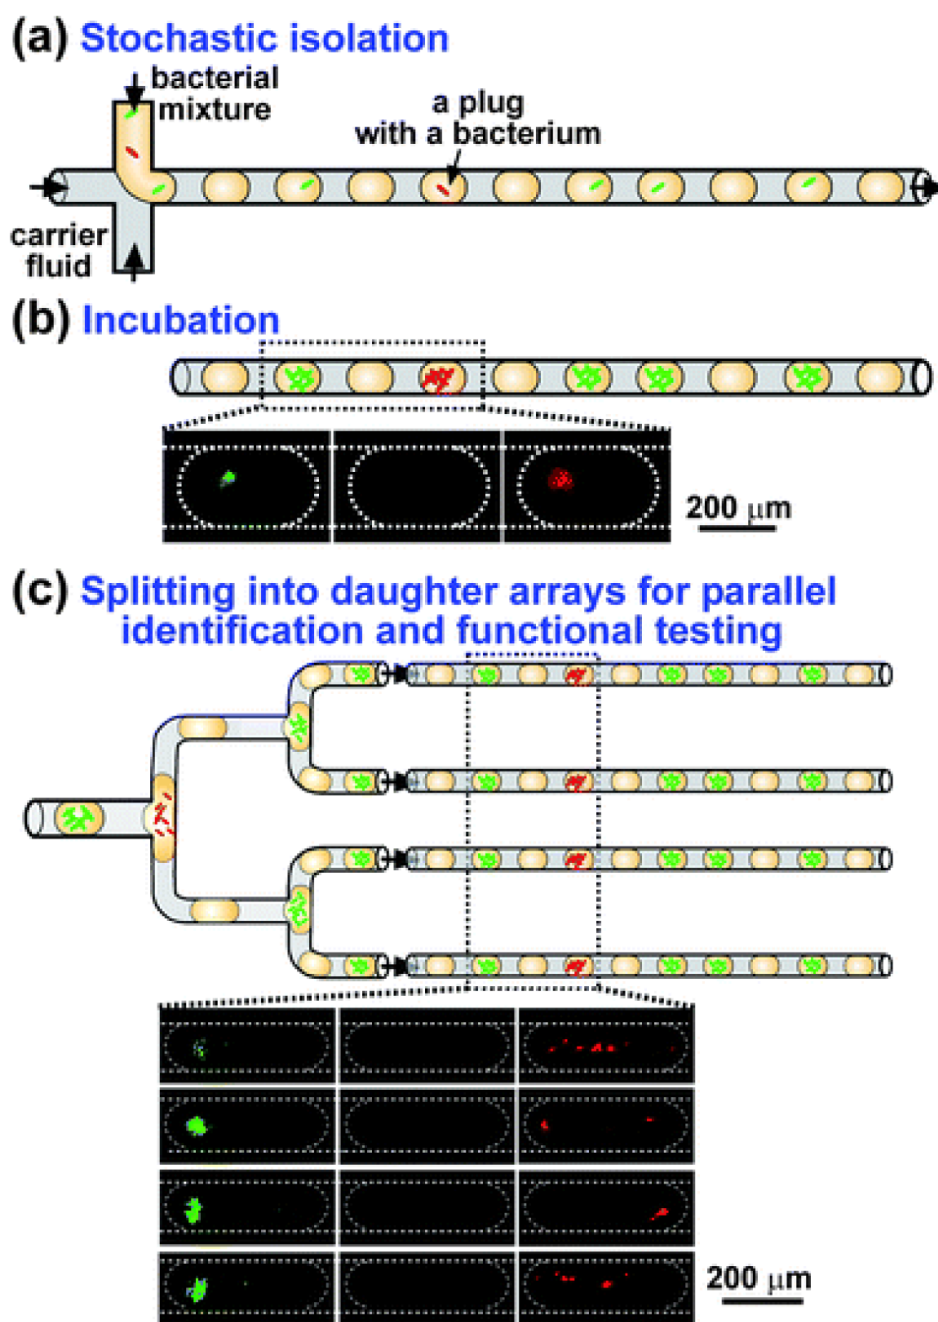 (a) Stochastic isolation
bacterial
mixture
a plug
with a bacterium
carrier
fluid
(b) Incubation
200 μm
(c) Splitting into daughter arrays for parallel
identification and functional testing
200 μm